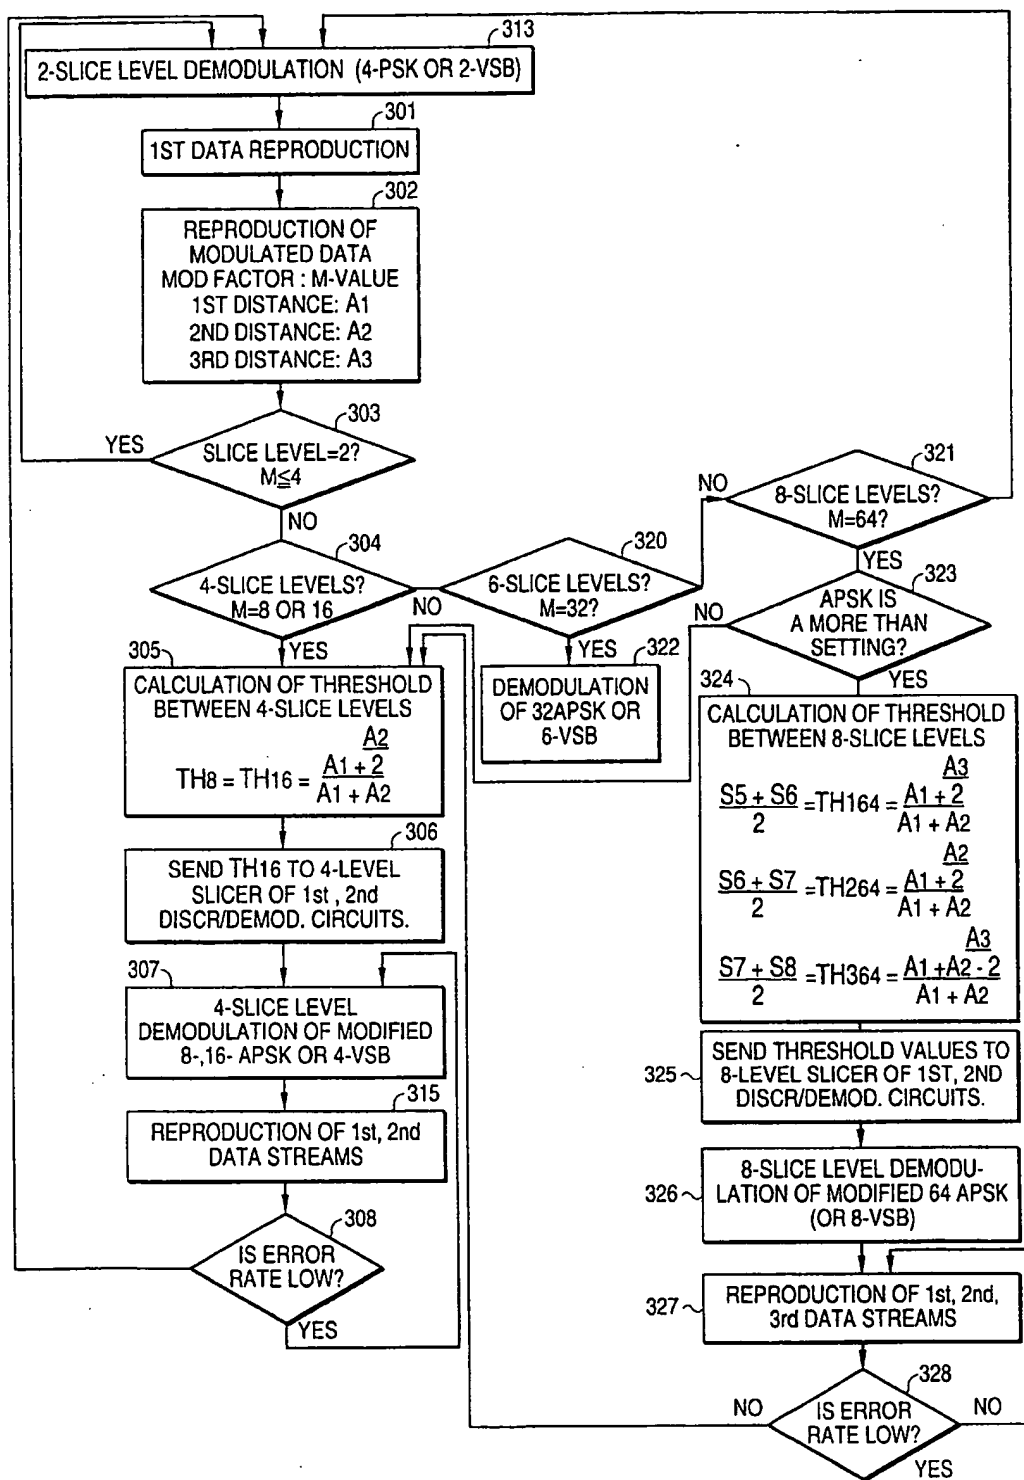 313
2-SLICE LEVEL DEMODULATION (4-PSK OR 2-VSB)
301
1ST DATA REPRODUCTION
302
REPRODUCTION OF
MODULATED DATA
MOD FACTOR : M-VALUE
1ST DISTANCE: A1
2ND DISTANCE: A2
3RD DISTANCE: A3
303
YES
SLICE LEVEL=2?
M≦4
NO
304
4-SLICE LEVELS?
M=8 OR 16
NO
YES
320
6-SLICE LEVELS?
M=32?
YES
NO
321
8-SLICE LEVELS?
M=64?
YES
323
NO
APSK IS
A MORE THAN
SETTING?
YES
305
CALCULATION OF THRESHOLD
BETWEEN 4-SLICE LEVELS
A2
TH8 = TH16 = A1 + 2
A1 + A2
322
DEMODULATION
OF 32APSK OR
6-VSB
324
CALCULATION OF THRESHOLD
BETWEEN 8-SLICE LEVELS
A3
S5 + S6 =TH164 = A1 + 2
2 A1 + A2
A2
S6 + S7 =TH264 = A1 + 2
2 A1 + A2
A3
S7 + S8 =TH364 = A1 +A2 - 2
2 A1 + A2
306
SEND TH16 TO 4-LEVEL
SLICER OF 1st , 2nd
DISCR/DEMOD. CIRCUITS.
307
4-SLICE LEVEL
DEMODULATION OF MODIFIED
8-,16- APSK OR 4-VSB
315
REPRODUCTION OF 1st, 2nd
DATA STREAMS
308
IS ERROR
RATE LOW?
YES
325
SEND THRESHOLD VALUES TO
8-LEVEL SLICER OF 1ST, 2ND
DISCR/DEMOD. CIRCUITS.
326
8-SLICE LEVEL DEMODU-
LATION OF MODIFIED 64 APSK
(OR 8-VSB)
327
REPRODUCTION OF 1st, 2nd,
3rd DATA STREAMS
328
NO
IS ERROR
RATE LOW?
NO
YES